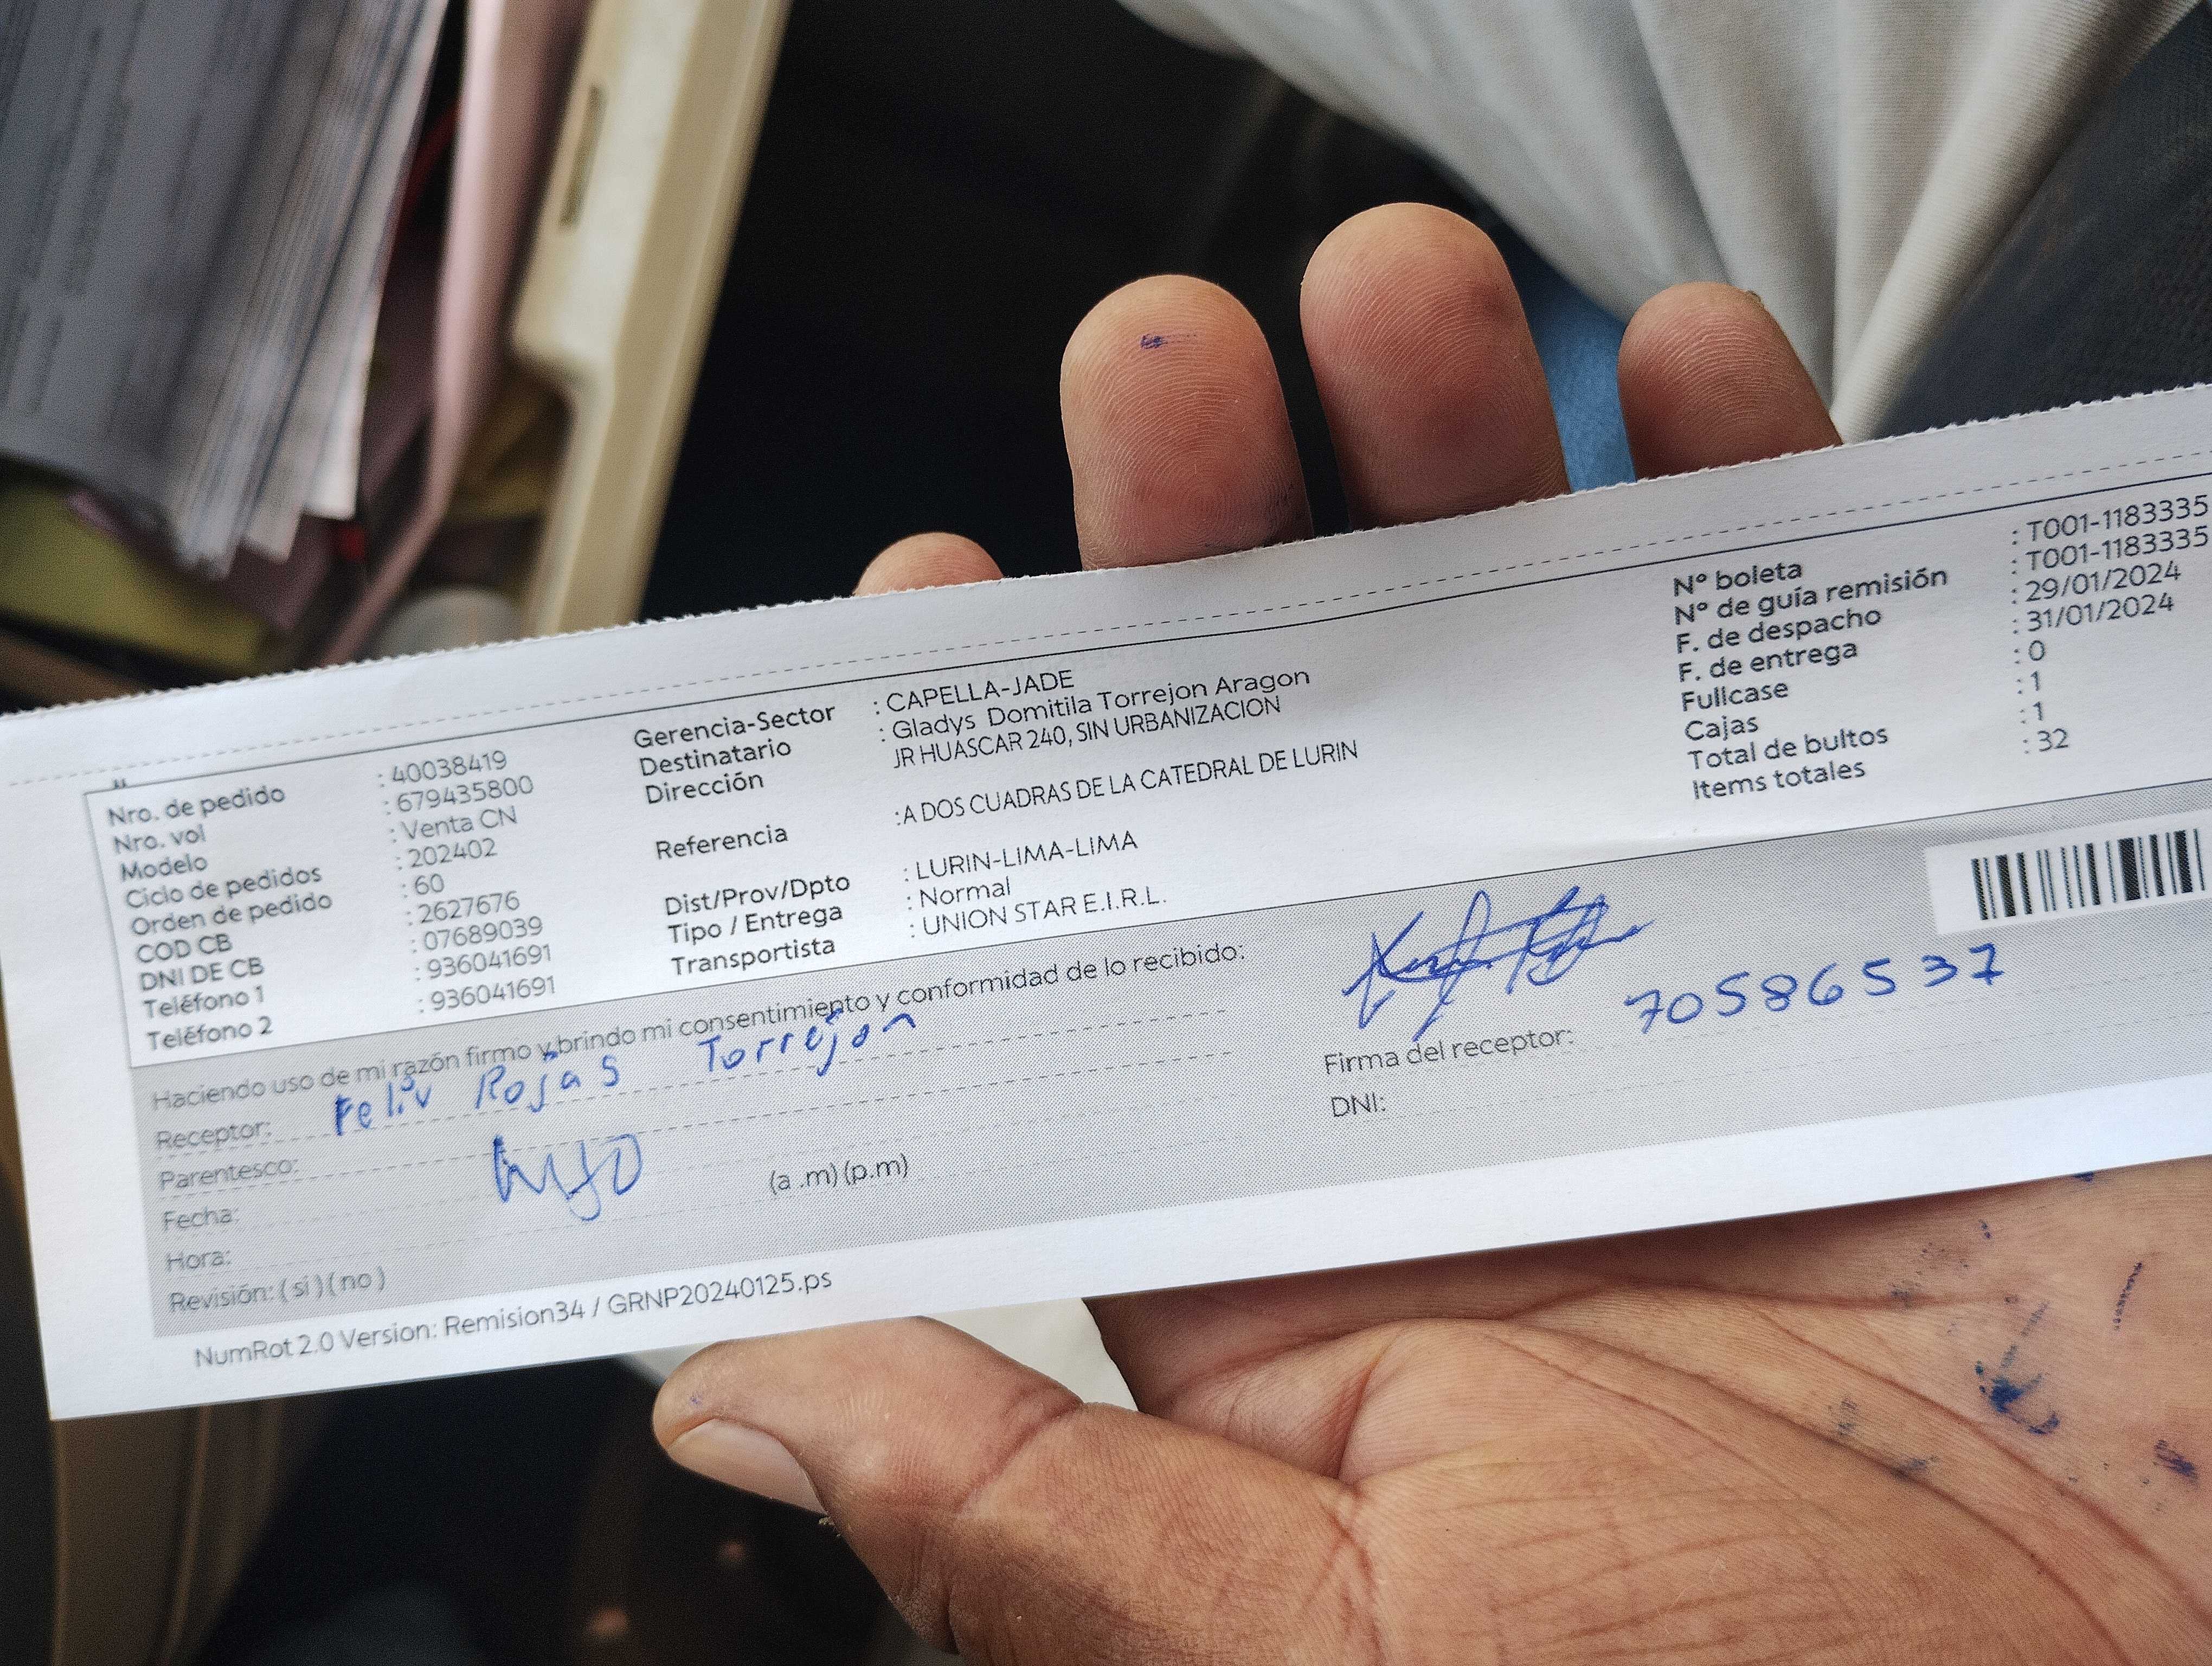 Nro. de pedido : 40038419
Nro. vol : 679435800
Modelo : Venta CN
Ciclo de pedidos : 202402
Orden de pedido : 60
COD CB : 2627676
DNI DE CB : 07689039
Teléfono 1 : 936041691
Teléfono 2 : 936041691
Gerencia-Sector : CAPELLA-JADE
Destinatario : Gladys Domitila Torrejon Aragon
Dirección JR HUASCAR 240, SIN URBANIZACION
Referencia :A DOS CUADRAS DE LA CATEDRAL DE LURIN
Dist/Prov/Dpto : LURIN-LIMA-LIMA
Tipo / Entrega : Normal
Transportista : UNION STAR E.I.R.L.
N° boleta : T001-1183335
N° de guía remisión : T001-1183335
F. de despacho : 29/01/2024
F. de entrega : 31/01/2024
Fullcase : 0
Cajas : 1
Total de bultos : 1
Items totales : 32
Haciendo uso de mi razón firmo y brindo mi consentimiento y conformidad de lo recibido:
Receptor: Feliv Rojas Torrejon
Parentesco: hijo
Fecha:
Hora: (a .m) (p.m)
Revisión: ( si ) ( no )
Firma del receptor:
DNI: 70586537
NumRot 2.0 Version: Remision34 / GRNP20240125.ps